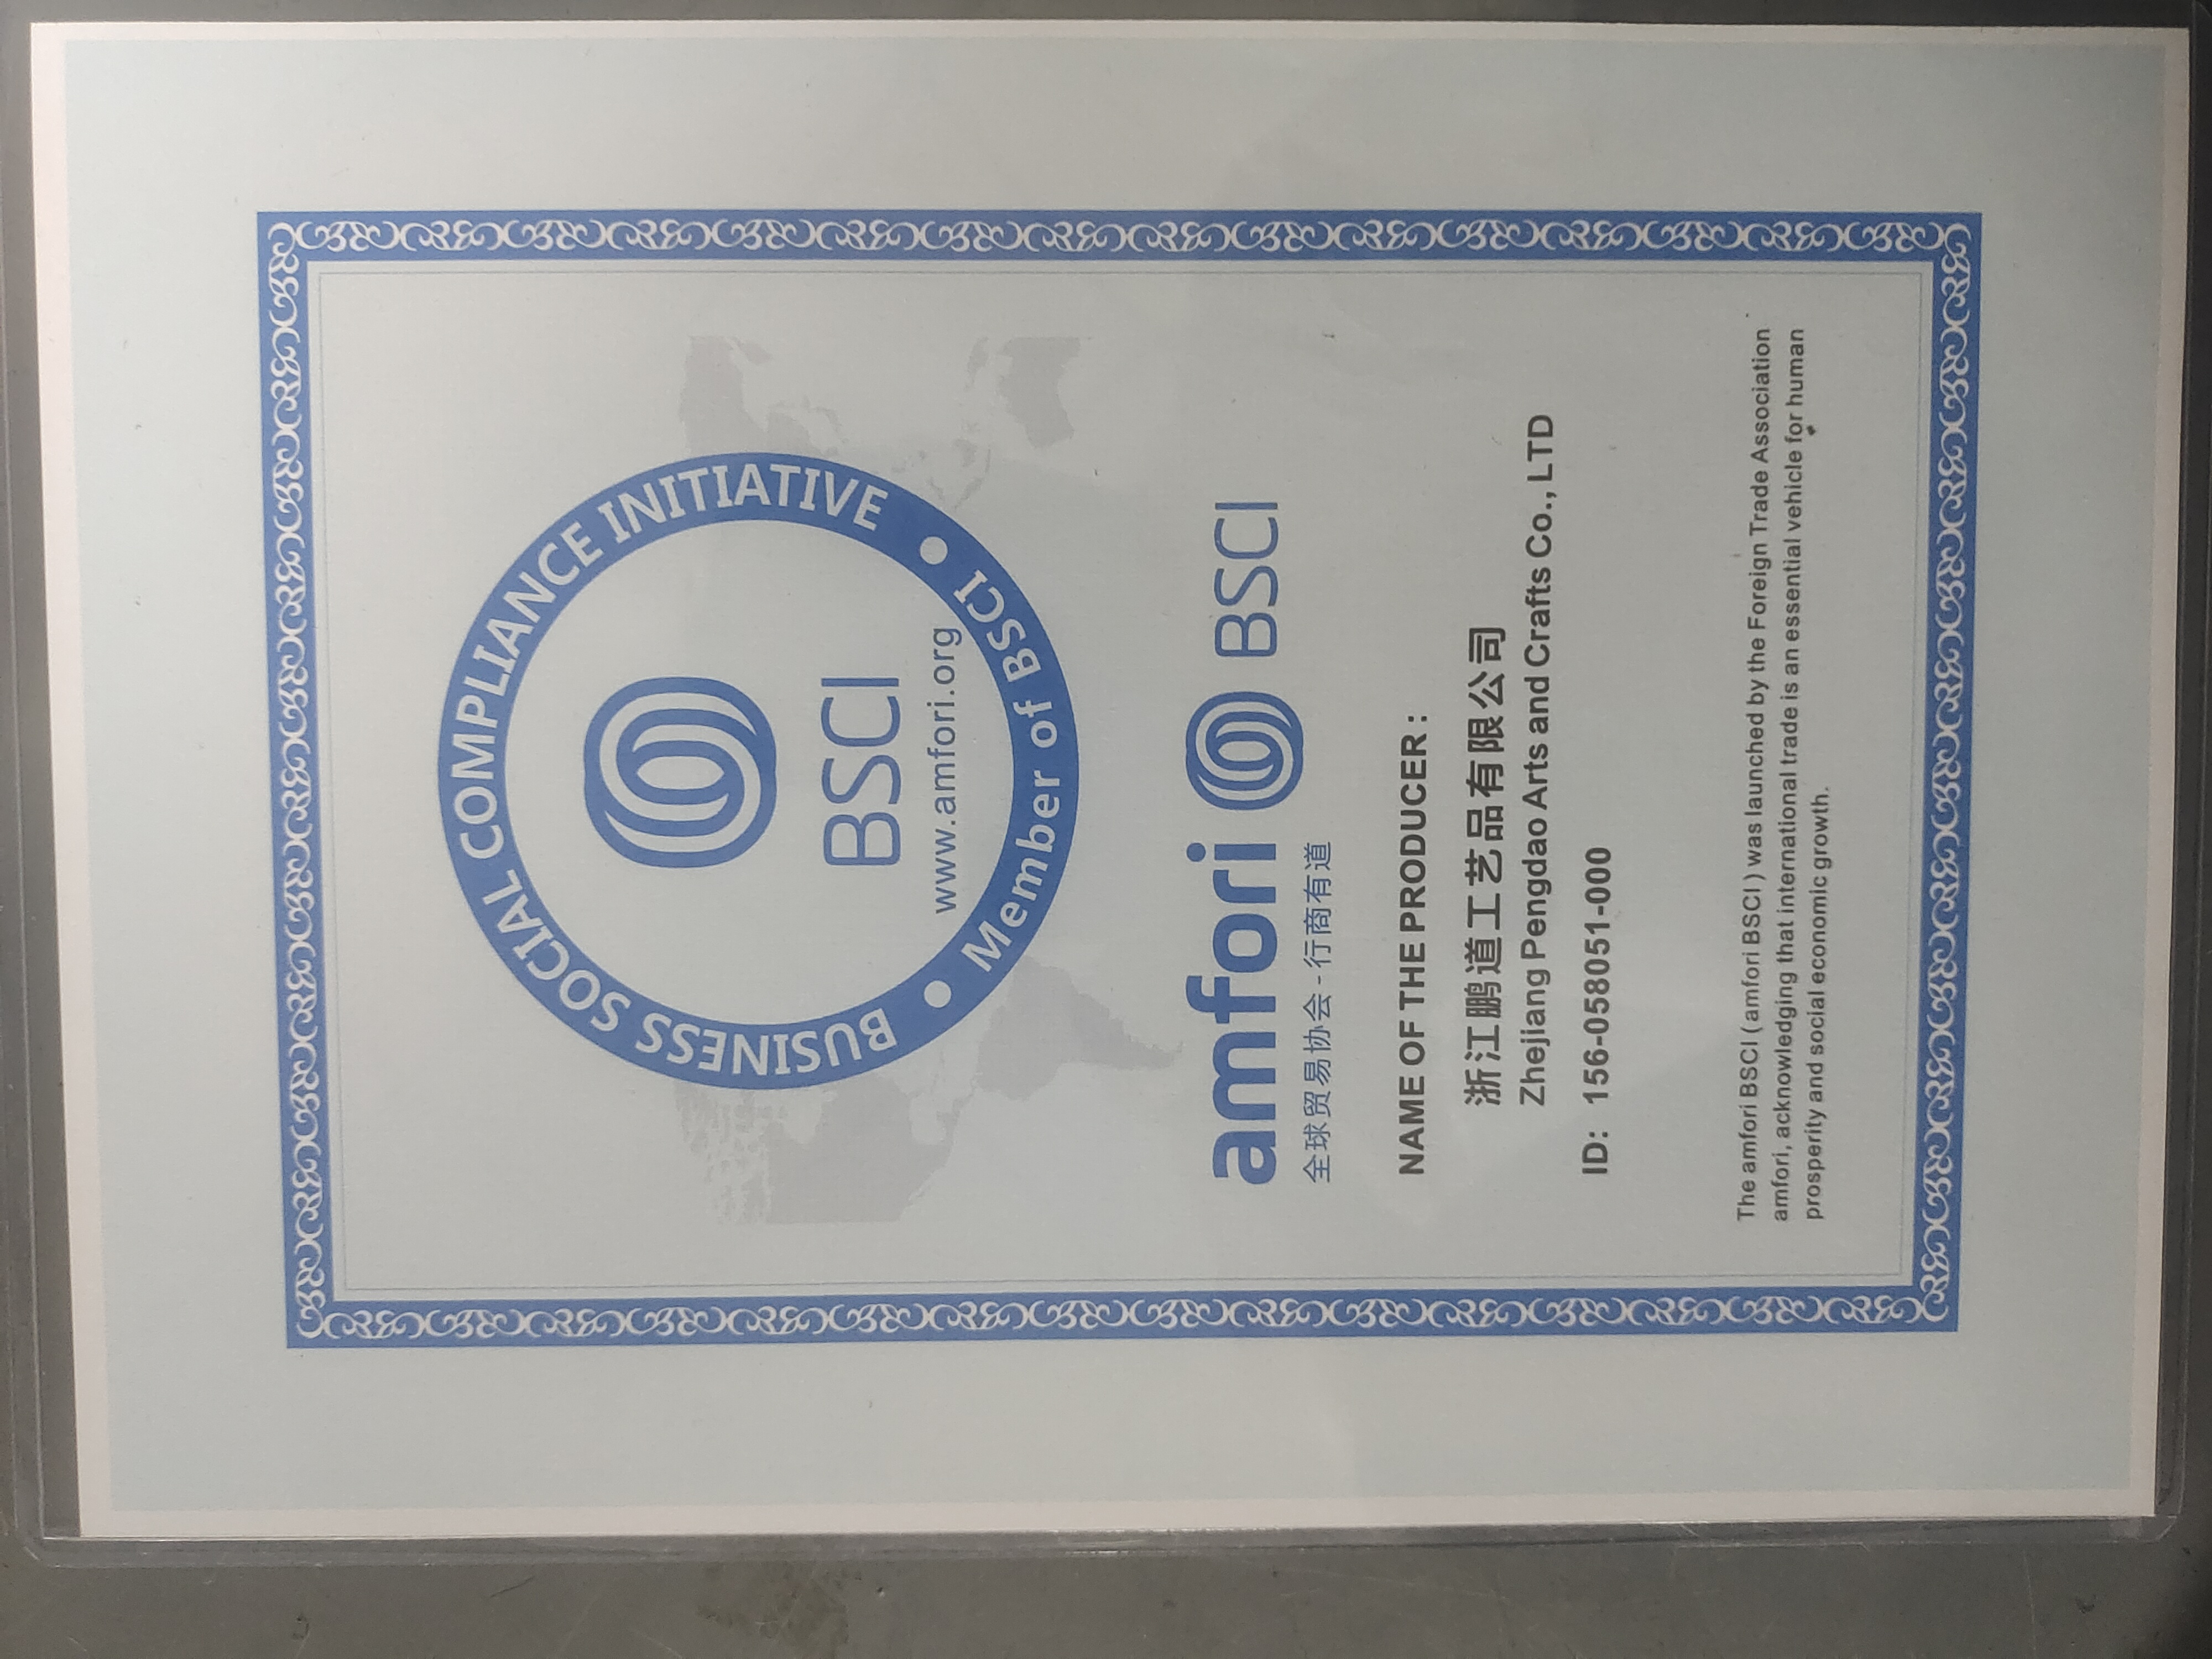 BUSINESS SOCIAL COMPLIANCE INITIATIVE
BSCI
www.amfori.org
Member of BSCI
amfori BSCI
全球贸易协会-行商有道
NAME OF THE PRODUCER :
浙江鹏道工艺品有限公司
Zhejiang Pengdao Arts and Crafts Co., LTD
ID: 156-058051-000
The amfori BSCI ( amfori BSCI ) was launched by the Foreign Trade Association
amfori, acknowledging that international trade is an essential vehicle for human
prosperity and social economic growth.